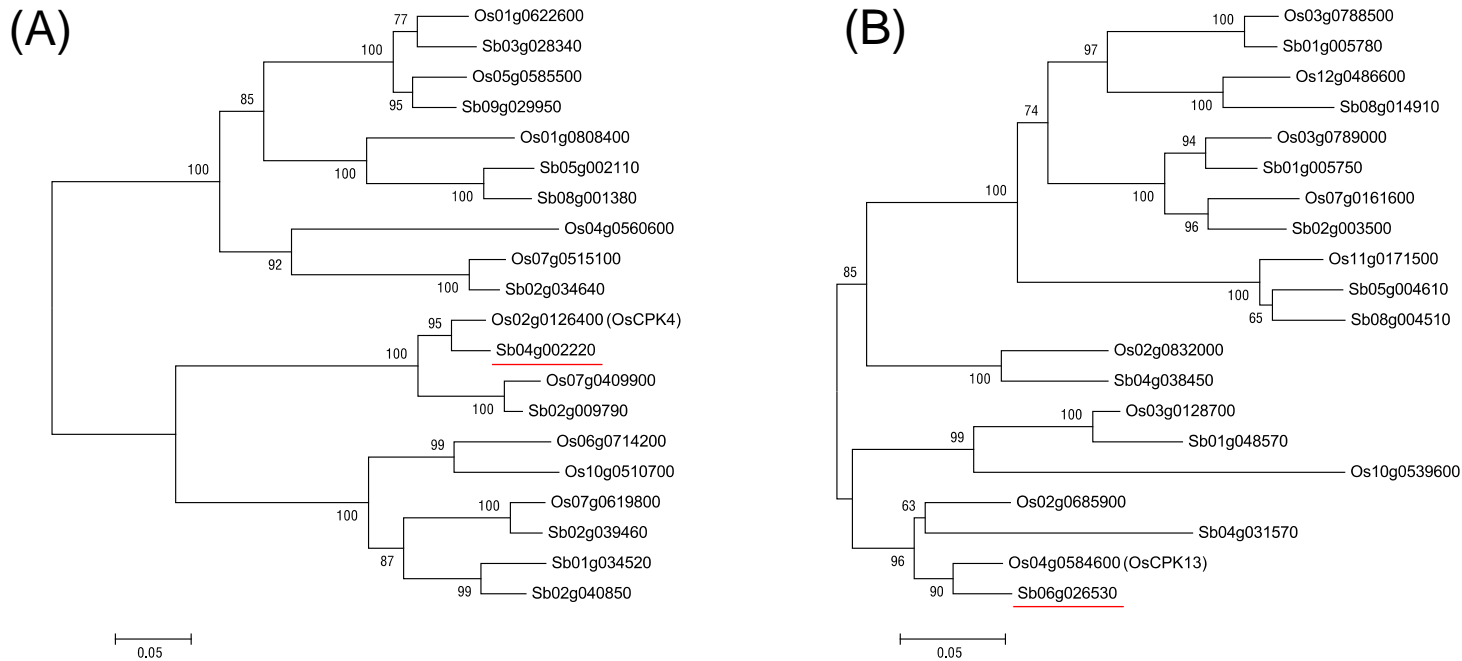 (A)
77
Os01g0622600
Sb03g028340
100
Os05g0585500
95
Sb09g029950
85
Os01g0808400
100
Sb05g002110
100
Sb08g001380
100
Os04g0560600
92
Os07g0515100
100
Sb02g034640
95
Os02g0126400 (OsCPK4)
100
Sb04g002220
Os07g0409900
100
Sb02g009790
99
Os06g0714200
Os10g0510700
100
100
Os07g0619800
Sb02g039460
87
Sb01g034520
99
Sb02g040850
0.05
(B)
100
Os03g0788500
Sb01g005780
97
Os12g0486600
100
Sb08g014910
74
94
Os03g0789000
Sb01g005750
100
Os07g0161600
96
Sb02g003500
100
Os11g0171500
100
Sb05g004610
65
Sb08g004510
85
Os02g0832000
100
Sb04g038450
100
Os03g0128700
99
Sb01g048570
Os10g0539600
63
Os02g0685900
Sb04g031570
96
Os04g0584600 (OsCPK13)
90
Sb06g026530
0.05